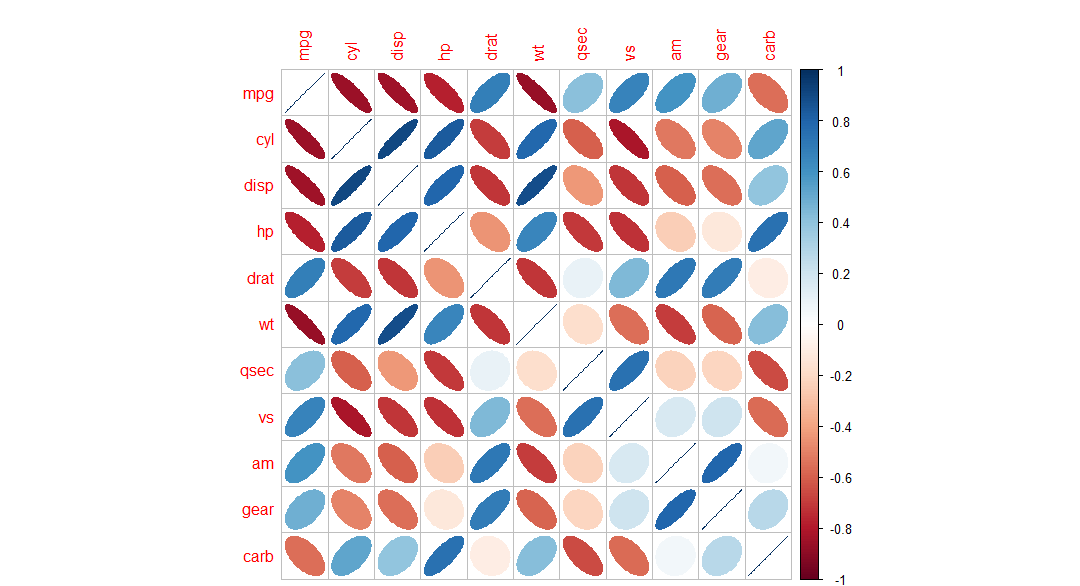 mpg cyl disp hp drat wt qsec vs am gear carb
mpg
cyl
disp
hp
drat
wt
qsec
vs
am
gear
carb
1
0.8
0.6
0.4
0.2
0
-0.2
-0.4
-0.6
-0.8
-1